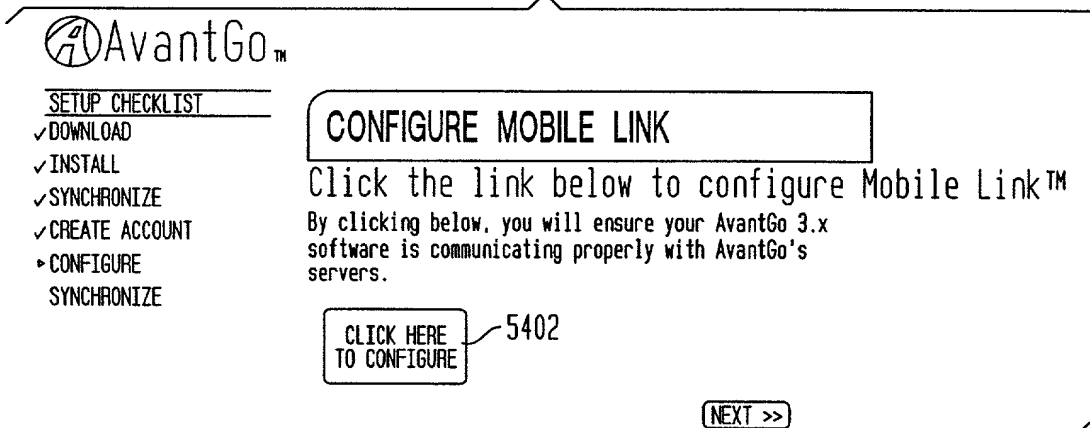 AvantGo™
SETUP CHECKLIST
✓DOWNLOAD
✓INSTALL
✓SYNCHRONIZE
✓CREATE ACCOUNT
▸CONFIGURE
SYNCHRONIZE
CONFIGURE MOBILE LINK
Click the link below to configure Mobile Link™
By clicking below, you will ensure your AvantGo 3.x
software is communicating properly with AvantGo's
servers.
CLICK HERE
TO CONFIGURE
5402
NEXT >>